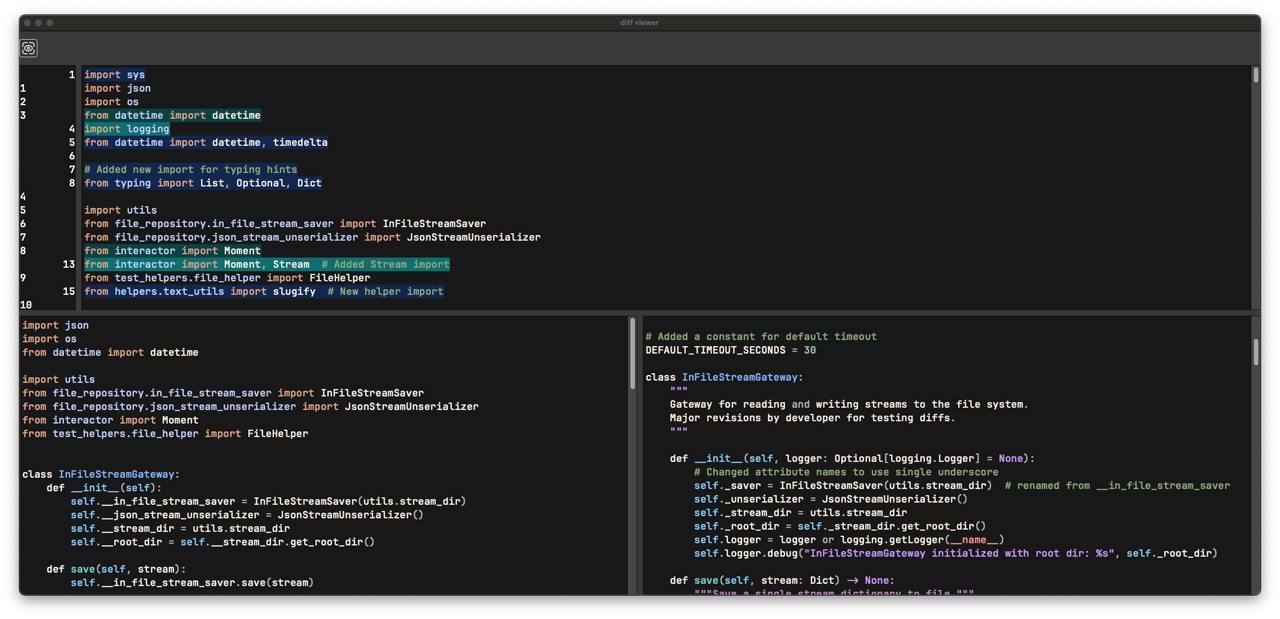 diff viewer
1 import sys
1 import json
2 import os
3 from datetime import datetime
4 import logging
5 from datetime import datetime, timedelta
6
7 # Added new import for typing hints
8 from typing import List, Optional, Dict
4
5 import utils
6 from file_repository.in_file_stream_saver import InFileStreamSaver
7 from file_repository.json_stream_unserializer import JsonStreamUnserializer
8 from interactor import Moment
13 from interactor import Moment, Stream  # Added Stream import
9 from test_helpers.file_helper import FileHelper
15 from helpers.text_utils import slugify  # New helper import
10
import json
import os
from datetime import datetime
import utils
from file_repository.in_file_stream_saver import InFileStreamSaver
from file_repository.json_stream_unserializer import JsonStreamUnserializer
from interactor import Moment
from test_helpers.file_helper import FileHelper
class InFileStreamGateway:
def __init__(self):
self.__in_file_stream_saver = InFileStreamSaver(utils.stream_dir)
self.__json_stream_unserializer = JsonStreamUnserializer()
self.__stream_dir = utils.stream_dir
self.__root_dir = self.__stream_dir.get_root_dir()
def save(self, stream):
self.__in_file_stream_saver.save(stream)
# Added a constant for default timeout
DEFAULT_TIMEOUT_SECONDS = 30
class InFileStreamGateway:
"""
Gateway for reading and writing streams to the file system.
Major revisions by developer for testing diffs.
"""
def __init__(self, logger: Optional[logging.Logger] = None):
# Changed attribute names to use single underscore
self._saver = InFileStreamSaver(utils.stream_dir)  # renamed from __in_file_stream_saver
self._unserializer = JsonStreamUnserializer()
self._stream_dir = utils.stream_dir
self._root_dir = self._stream_dir.get_root_dir()
self.logger = logger or logging.getLogger(__name__)
self.logger.debug("InFileStreamGateway initialized with root dir: %s", self._root_dir)
def save(self, stream: Dict) -> None:
"""Save a single stream dictionary to file."""